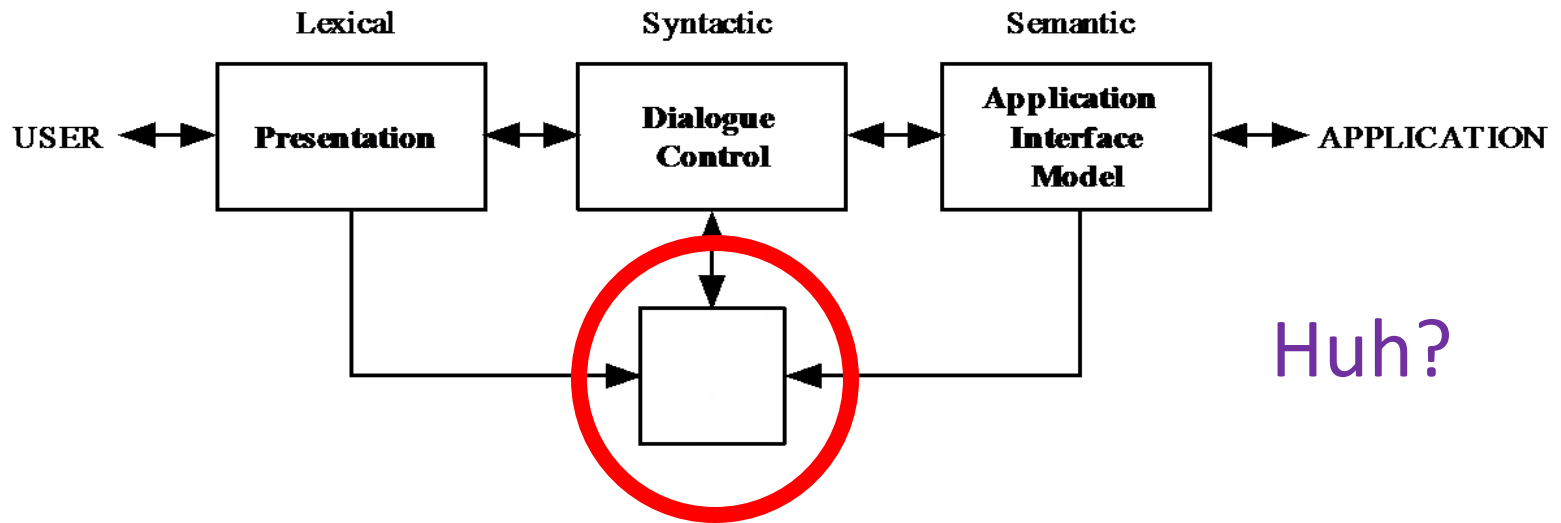 Lexical
Syntactic
Semantic
USER
Presentation
Dialogue
Control
Application
Interface
Model
APPLICATION
Huh?